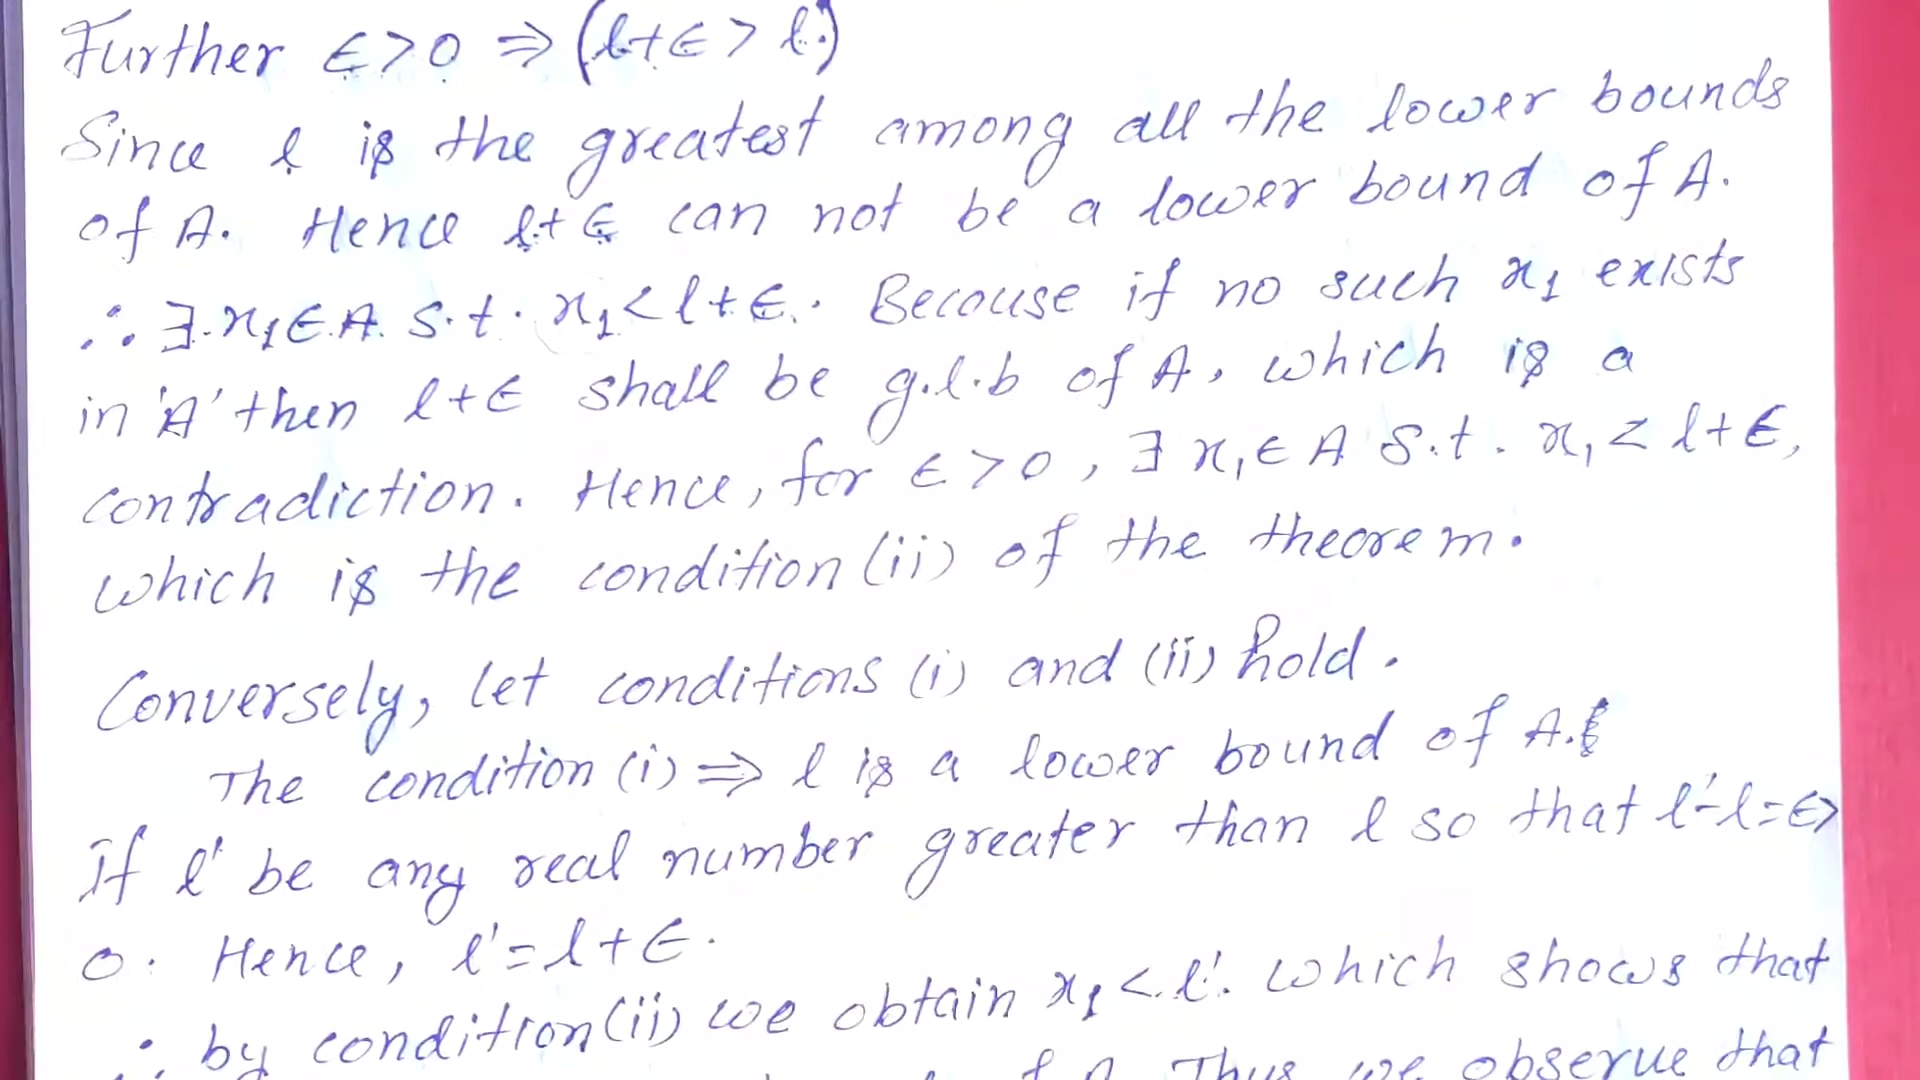 Further ∈>0 ⇒ (l+∈ > l.)
Since l is the greatest among all the lower bounds
of A. Hence l+∈ can not be a lower bound of A.
∴ ∃ x₁∈A s.t. x₁<l+∈. Because if no such x₁ exists
in 'A' then l+∈ shall be g.l.b of A, which is a
contradiction. Hence, for ∈>0, ∃ x₁∈A s.t. x₁<l+∈,
which is the condition (ii) of the theorem.
Conversely, let conditions (i) and (ii) hold.
The condition (i) ⇒ l is a lower bound of A.
If l' be any real number greater than l so that l'-l=∈>
0. Hence, l'=l+∈.
∴ by condition (ii) we obtain x₁<l'. which shows that
Thus we observe that